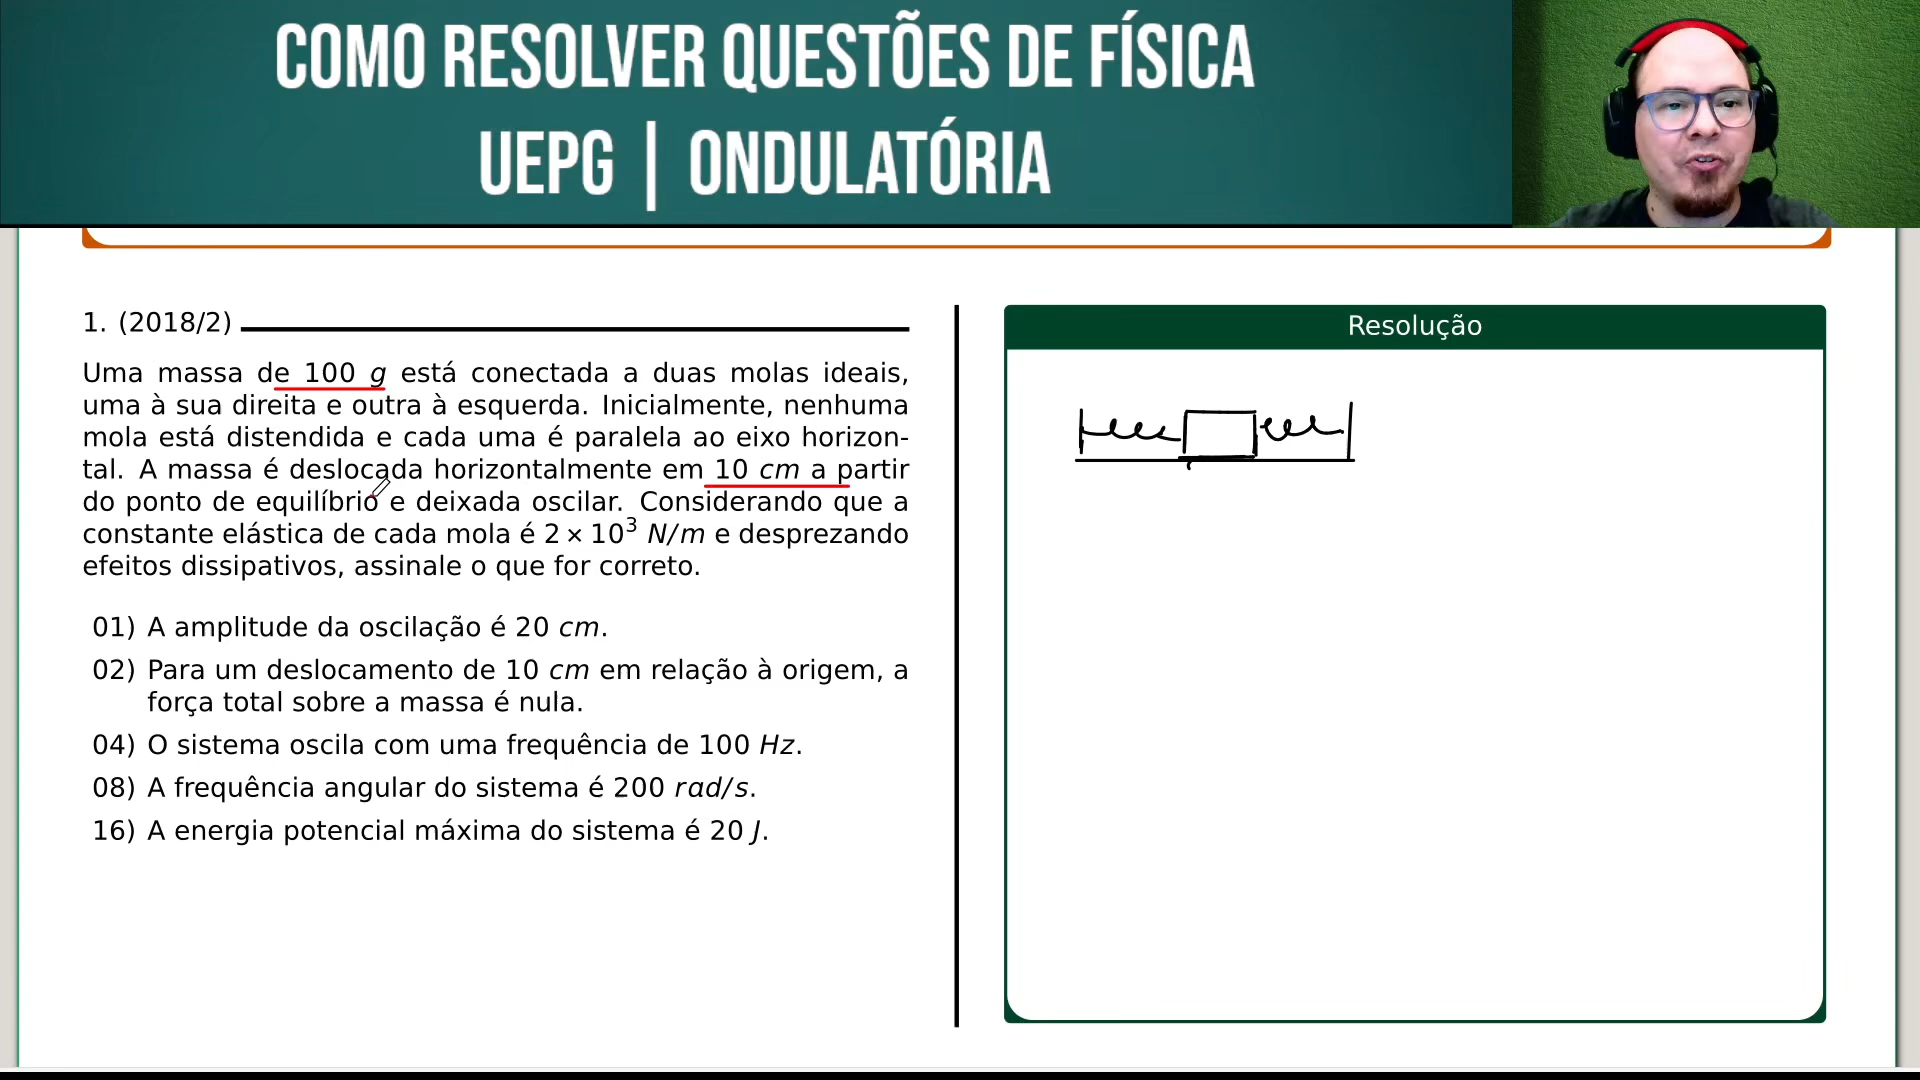 COMO RESOLVER QUESTÕES DE FÍSICA
UEPG | ONDULATÓRIA
1. (2018/2)
Uma massa de 100 g está conectada a duas molas ideais,
uma à sua direita e outra à esquerda. Inicialmente, nenhuma
mola está distendida e cada uma é paralela ao eixo horizon-
tal. A massa é deslocada horizontalmente em 10 cm a partir
do ponto de equilíbrio e deixada oscilar. Considerando que a
constante elástica de cada mola é 2 × 10³ N/m e desprezando
efeitos dissipativos, assinale o que for correto.
01) A amplitude da oscilação é 20 cm.
02) Para um deslocamento de 10 cm em relação à origem, a
força total sobre a massa é nula.
04) O sistema oscila com uma frequência de 100 Hz.
08) A frequência angular do sistema é 200 rad/s.
16) A energia potencial máxima do sistema é 20 J.
Resolução